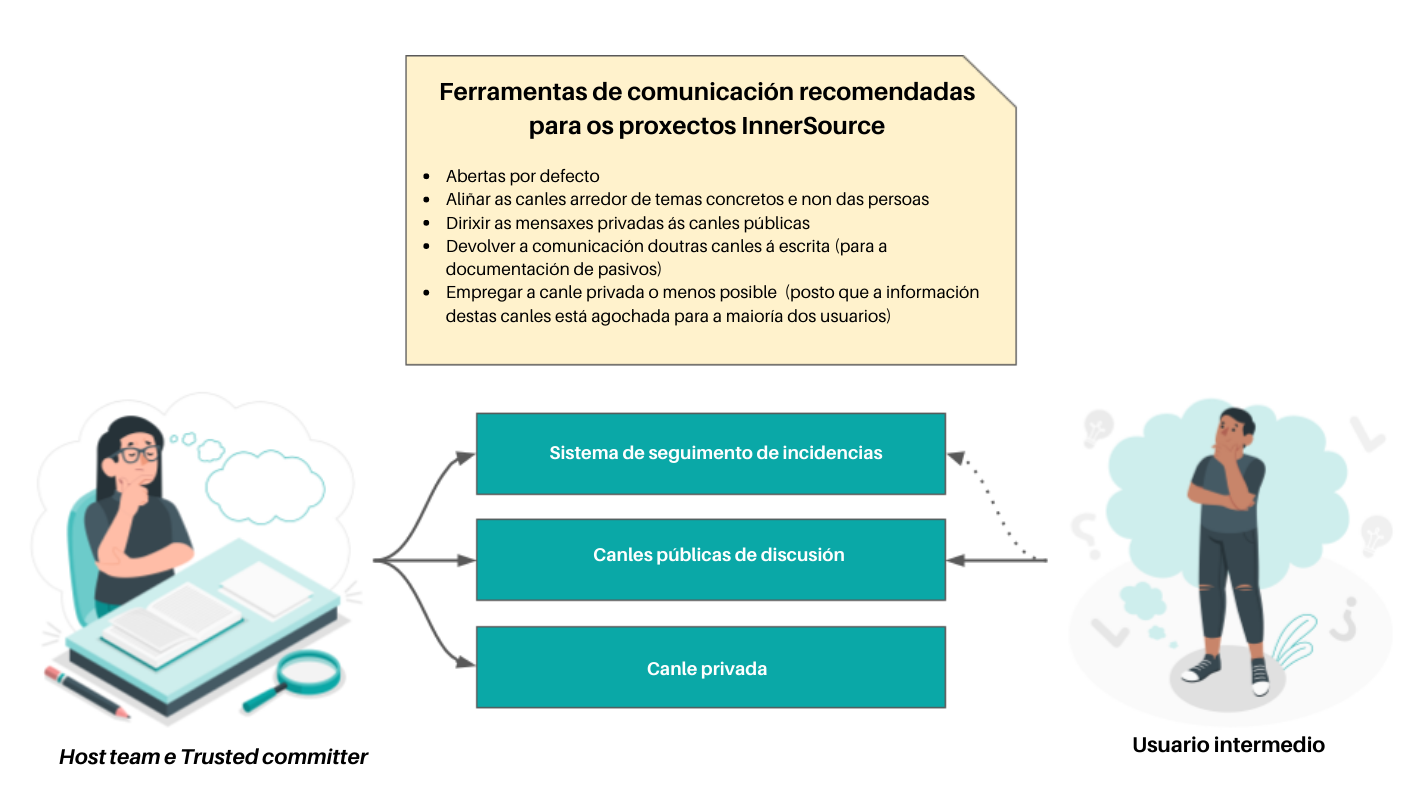 Ferramentas de comunicación recomendadas
para os proxectos InnerSource
• Abertas por defecto
• Aliñar as canles arredor de temas concretos e non das persoas
• Dirixir as mensaxes privadas ás canles públicas
• Devolver a comunicación doutras canles á escrita (para a
documentación de pasivos)
• Empregar a canle privada o menos posible (posto que a información
destas canles está agochada para a maioría dos usuarios)
Sistema de seguimento de incidencias
Canles públicas de discusión
Canle privada
Host team e Trusted committer
Usuario intermedio